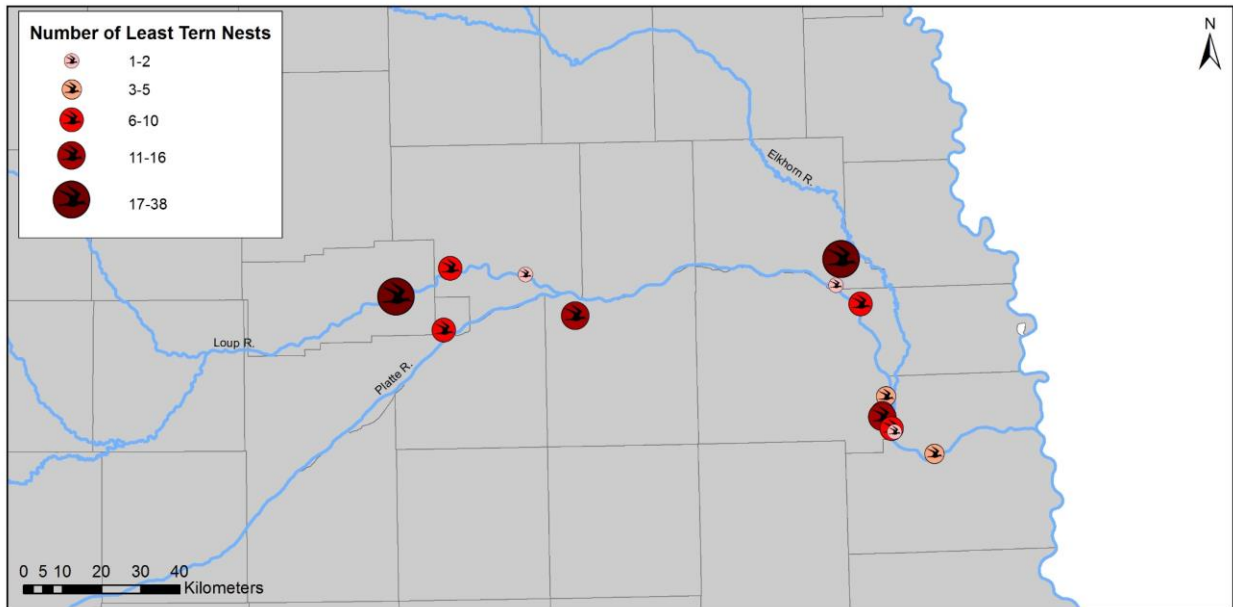 Number of Least Tern Nests
1-2
3-5
6-10
11-16
17-38
N
Elkhorn R.
Loup R.
Platte R.
0 5 10 20 30 40
Kilometers